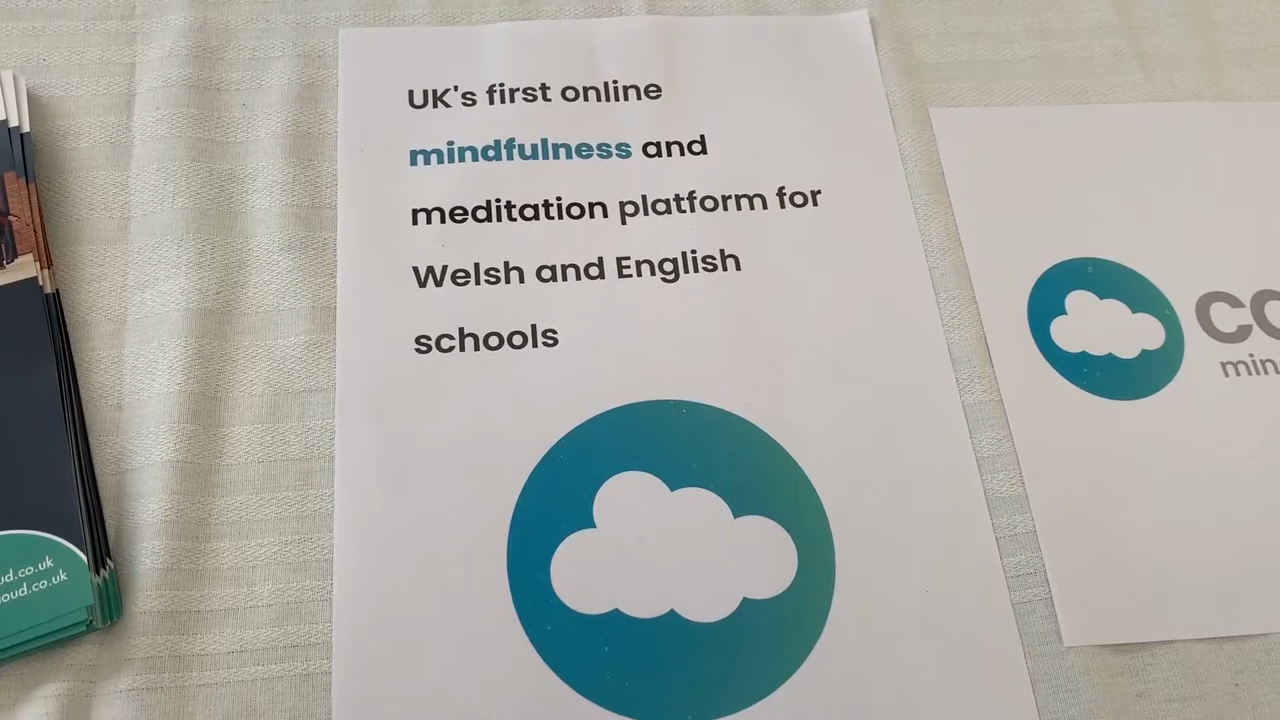 UK's first online
mindfulness and
meditation platform for
Welsh and English
schools